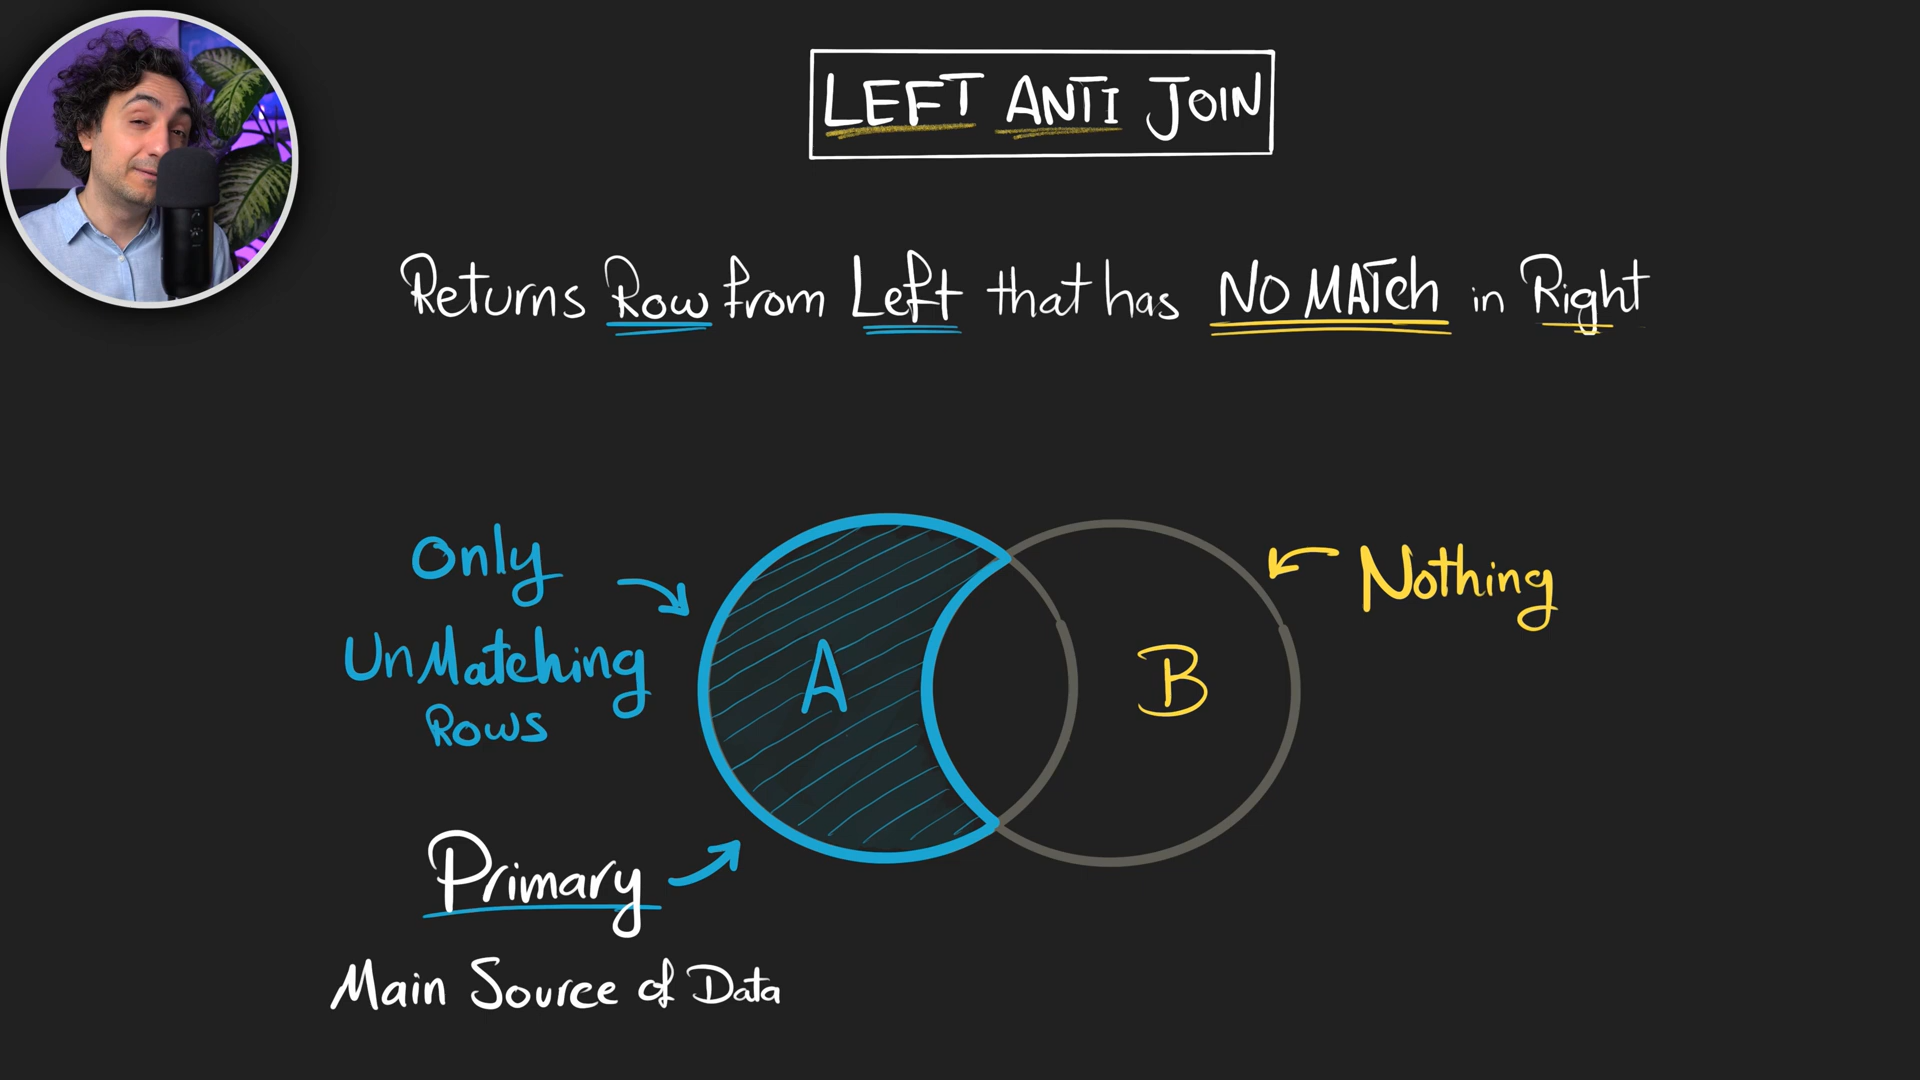 LEFT ANTI JOIN
Returns Row from Left that has NO MATCh in Right
Only
UnMatching
Rows
A
B
Nothing
Primary
Main Source of Data